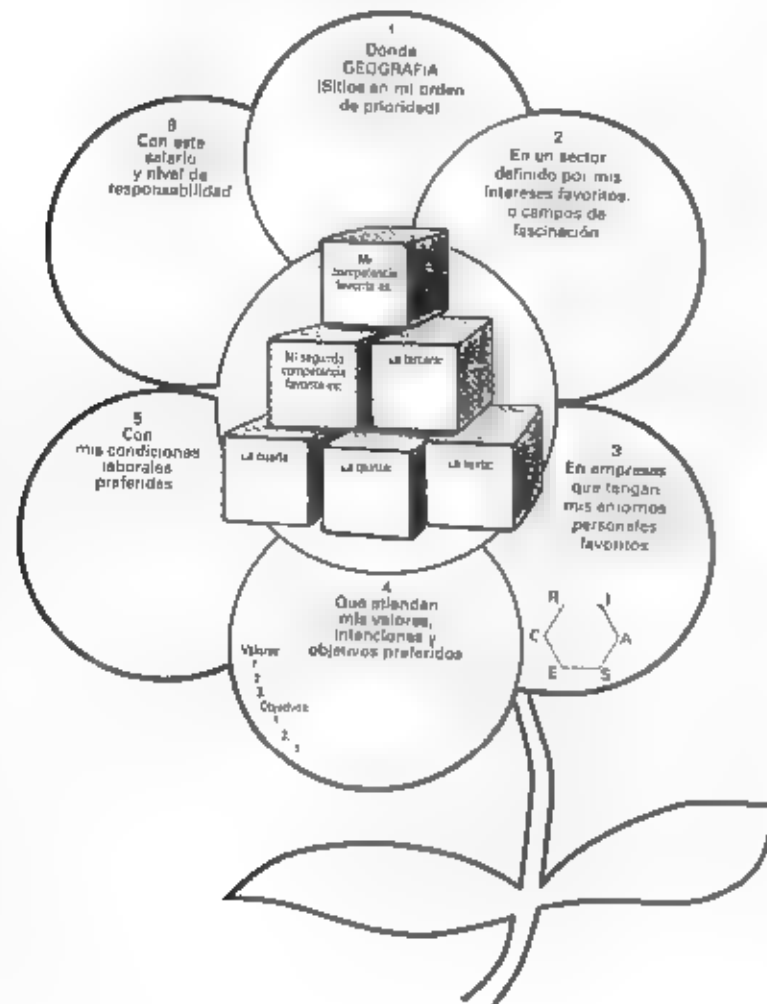 1
Dónde
GEOGRAFIA
(Sitios en mi orden
de prioridad)
2
En un sector
definido por mis
intereses favoritos,
o campos de
fascinación
3
En empresas
que tengan
mis entornos
personales
favoritos
R I
C A
E S
4
Que atiendan
mis valores,
intenciones y
objetivos preferidos
Valores
1
2
3
Objetivos
1
2
3
5
Con
mis condiciones
laborales
preferidas
6
Con este
salario
y nivel de
responsabilidad
Mi
competencia
favorita es:
Mi segunda
competencia
favorita es:
La tercera:
La cuarta:
La quinta:
La sexta: